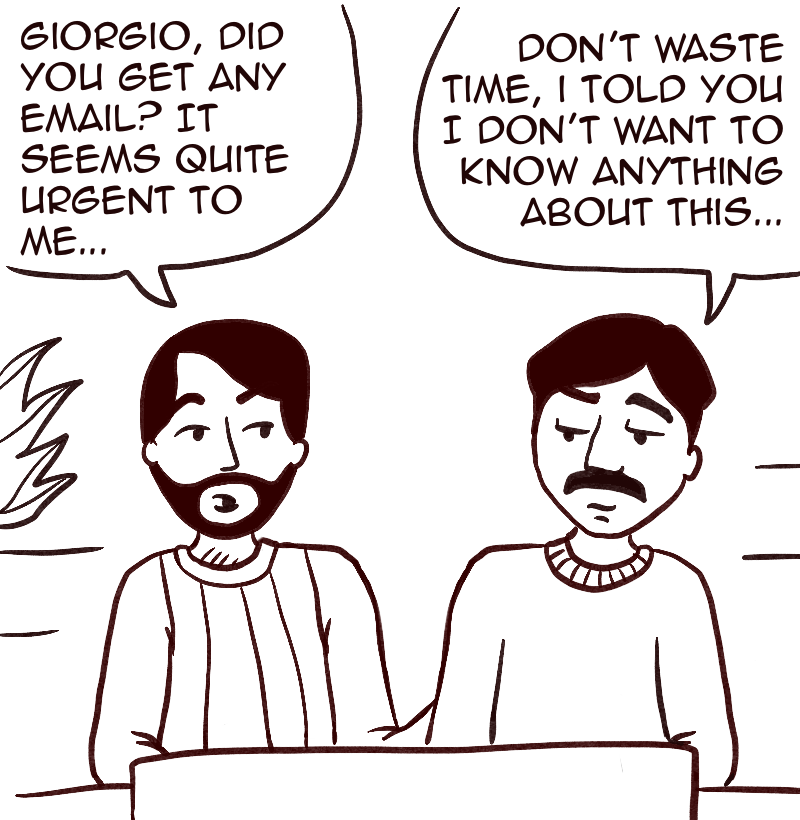 GIORGIO, DID
YOU GET ANY
EMAIL? IT
SEEMS QUITE
URGENT TO
ME...
DON'T WASTE
TIME, I TOLD YOU
I DON'T WANT TO
KNOW ANYTHING
ABOUT THIS...